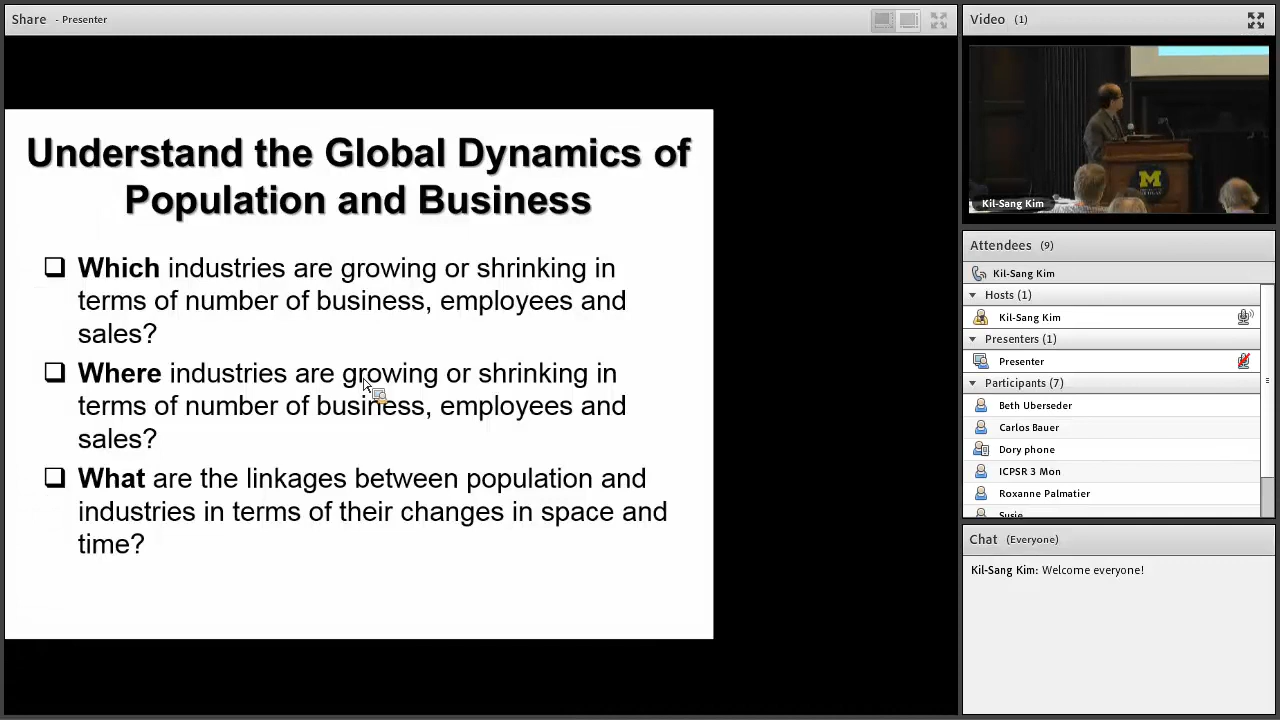 Share - Presenter
Understand the Global Dynamics of
Population and Business
Which industries are growing or shrinking in
terms of number of business, employees and
sales?
Where industries are growing or shrinking in
terms of number of business, employees and
sales?
What are the linkages between population and
industries in terms of their changes in space and
time?
Video (1)
M
Kil-Sang Kim
Attendees (9)
Kil-Sang Kim
Hosts (1)
Kil-Sang Kim
Presenters (1)
Presenter
Participants (7)
Beth Uberseder
Carlos Bauer
Dory phone
ICPSR 3 Mon
Roxanne Palmatier
Susie
Chat (Everyone)
Kil-Sang Kim: Welcome everyone!